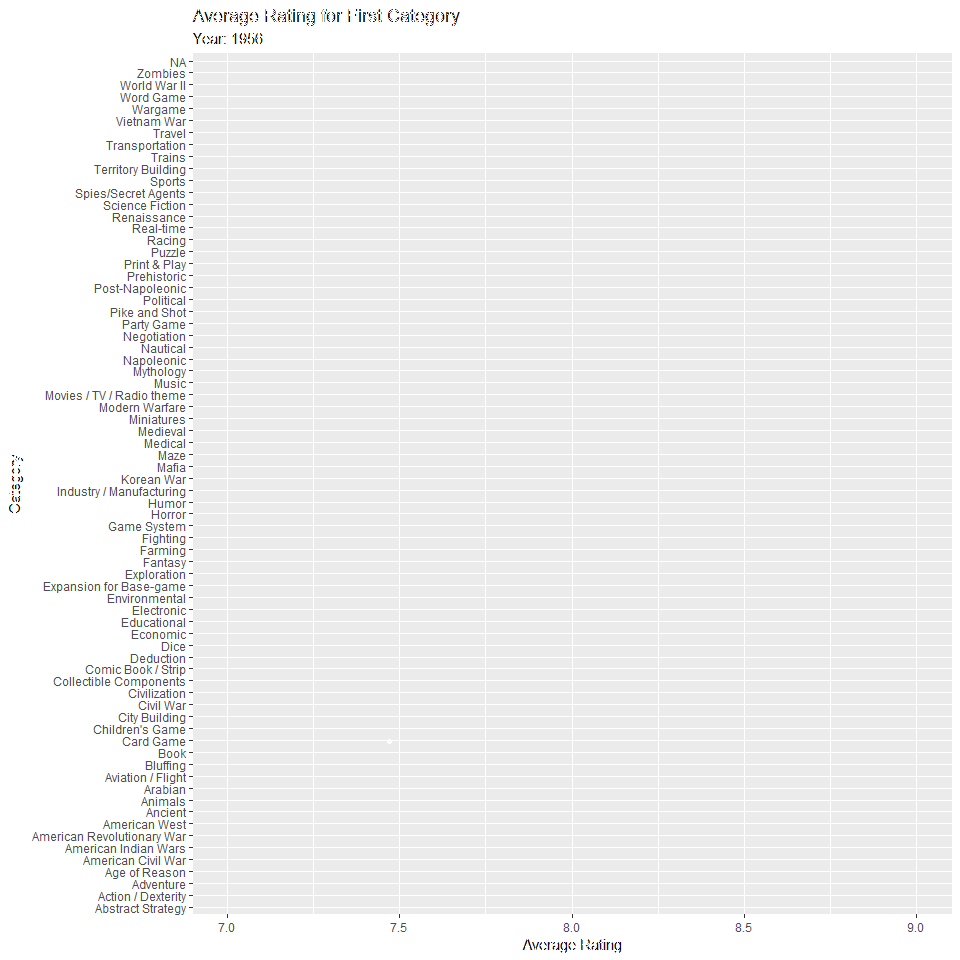 Average Rating for First Category
Year: 1956
NA
Zombies
World War II
Word Game
Wargame
Vietnam War
Travel
Transportation
Trains
Territory Building
Sports
Spies/Secret Agents
Science Fiction
Renaissance
Real-time
Racing
Puzzle
Print & Play
Prehistoric
Post-Napoleonic
Political
Pike and Shot
Party Game
Negotiation
Nautical
Napoleonic
Mythology
Music
Movies / TV / Radio theme
Modern Warfare
Miniatures
Medieval
Medical
Maze
Mafia
Korean War
Industry / Manufacturing
Humor
Horror
Game System
Fighting
Farming
Fantasy
Exploration
Expansion for Base-game
Environmental
Electronic
Educational
Economic
Dice
Deduction
Comic Book / Strip
Collectible Components
Civilization
Civil War
City Building
Children's Game
Card Game
Book
Bluffing
Aviation / Flight
Arabian
Animals
Ancient
American West
American Revolutionary War
American Indian Wars
American Civil War
Age of Reason
Adventure
Action / Dexterity
Abstract Strategy
Category
7.0 7.5 8.0 8.5 9.0
Average Rating